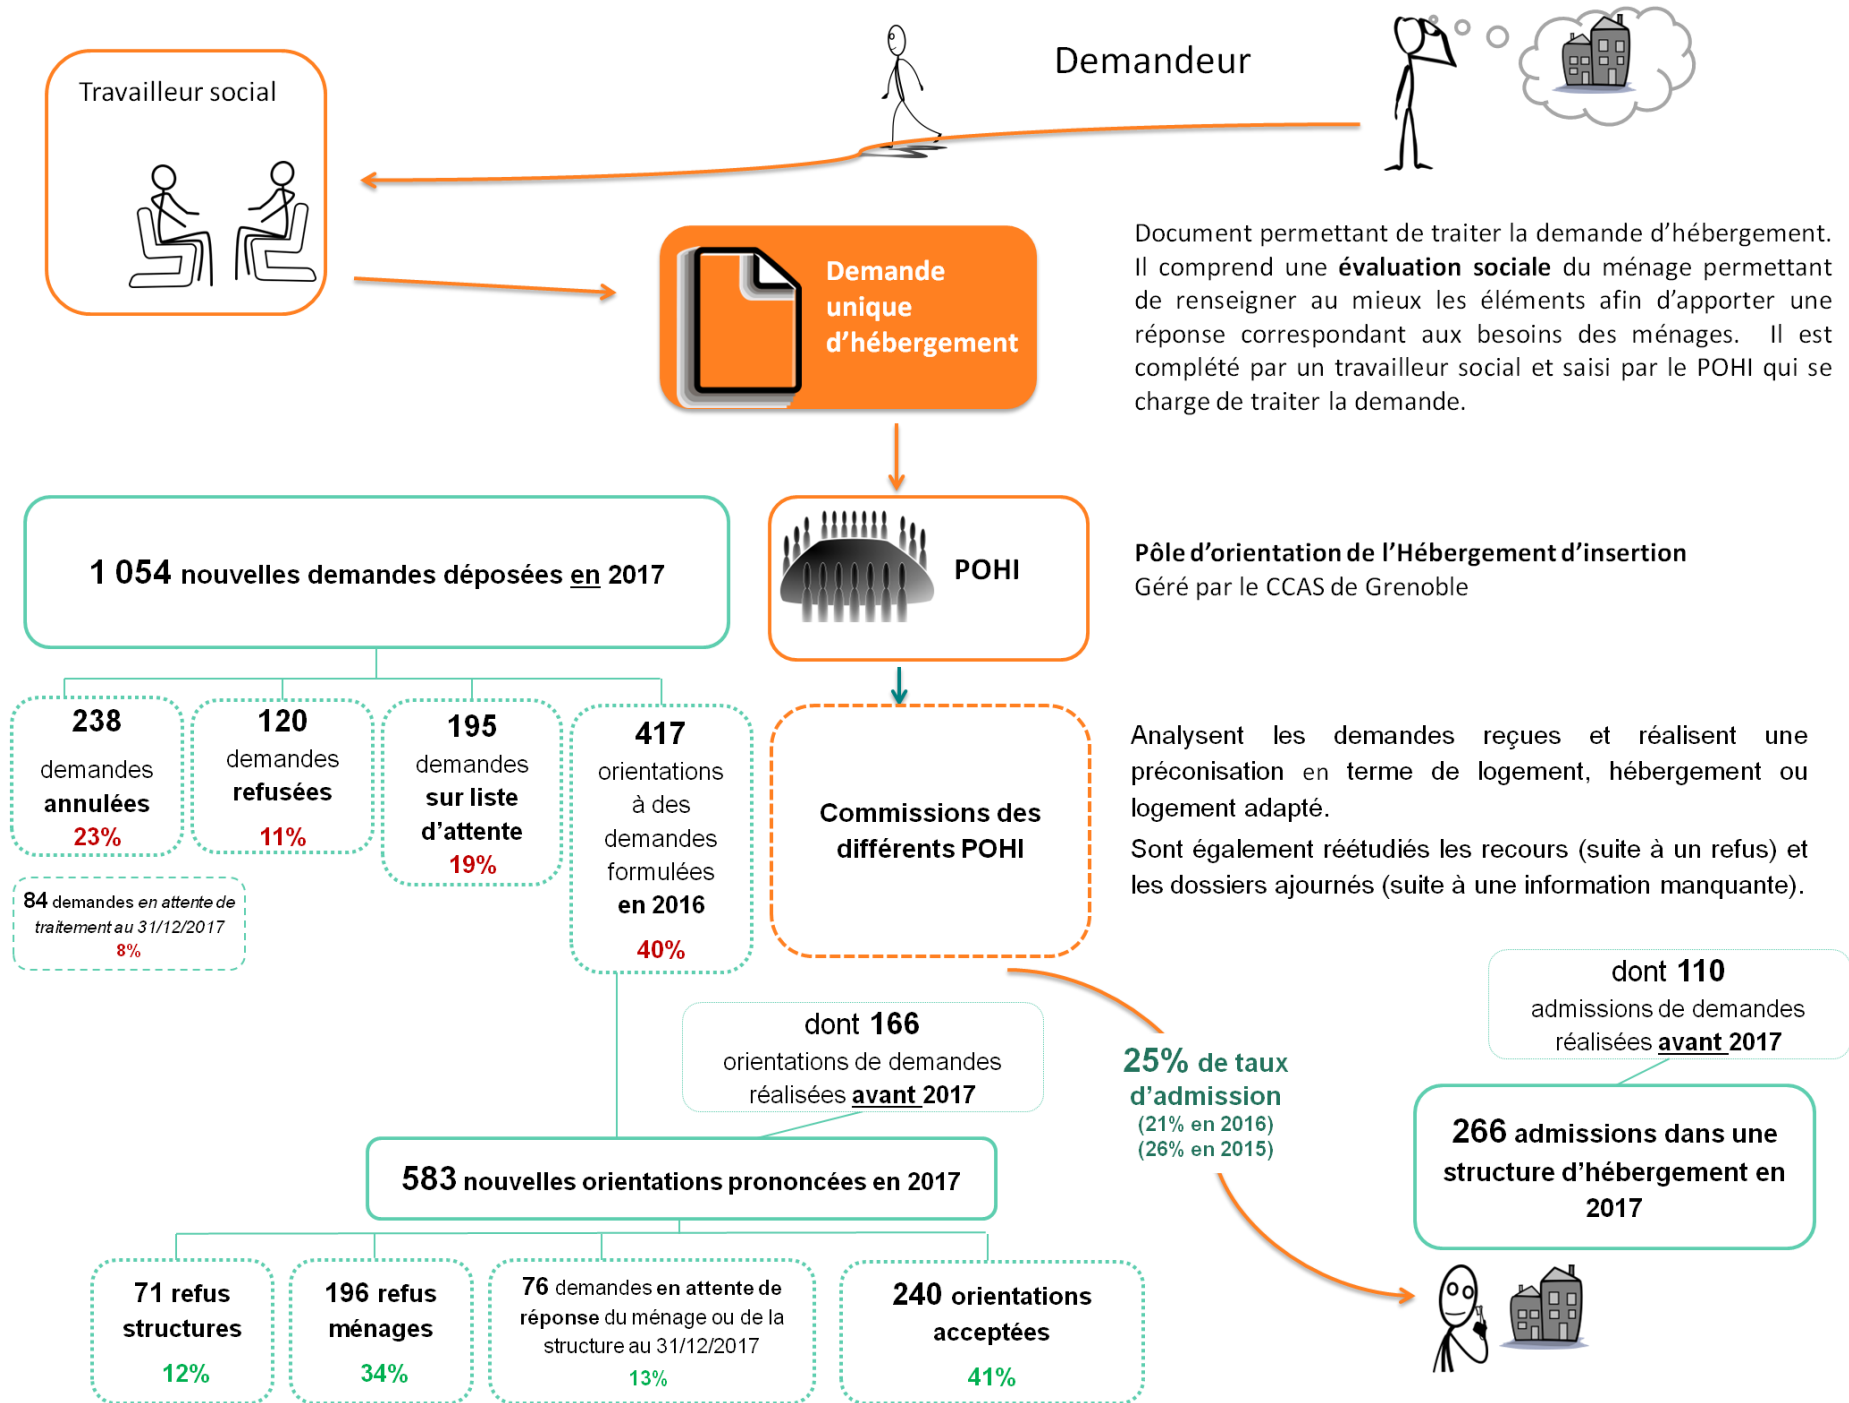 Demandeur
Travailleur social
Demande
unique
d’hébergement
Document permettant de traiter la demande d’hébergement.
Il comprend une évaluation sociale du ménage permettant
de renseigner au mieux les éléments afin d’apporter une
réponse correspondant aux besoins des ménages. Il est
complété par un travailleur social et saisi par le POHI qui se
charge de traiter la demande.
1 054 nouvelles demandes déposées en 2017
POHI
Pôle d’orientation de l’Hébergement d’insertion
Géré par le CCAS de Grenoble
238
demandes
annulées
23%
120
demandes
refusées
11%
195
demandes
sur liste
d’attente
19%
417
orientations
à des
demandes
formulées
en 2016
40%
84 demandes en attente de
traitement au 31/12/2017
8%
Commissions des
différents POHI
Analysent les demandes reçues et réalisent une
préconisation en terme de logement, hébergement ou
logement adapté.
Sont également réétudiés les recours (suite à un refus) et
les dossiers ajournés (suite à une information manquante).
dont 166
orientations de demandes
réalisées avant 2017
25% de taux
d’admission
(21% en 2016)
(26% en 2015)
dont 110
admissions de demandes
réalisées avant 2017
266 admissions dans une
structure d’hébergement en
2017
583 nouvelles orientations prononcées en 2017
71 refus
structures
12%
196 refus
ménages
34%
76 demandes en attente de
réponse du ménage ou de la
structure au 31/12/2017
13%
240 orientations
acceptées
41%